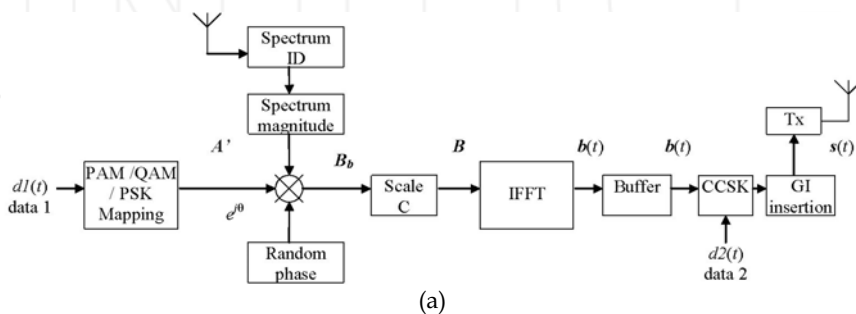 Spectrum
ID
Spectrum
magnitude
Tx
A'
B_b
B
b(t)
b(t)
s(t)
d1(t)
data 1
PAM /QAM
/ PSK
Mapping
e^{jθ}
Scale
C
IFFT
Buffer
CCSK
GI
insertion
Random
phase
d2(t)
data 2
(a)